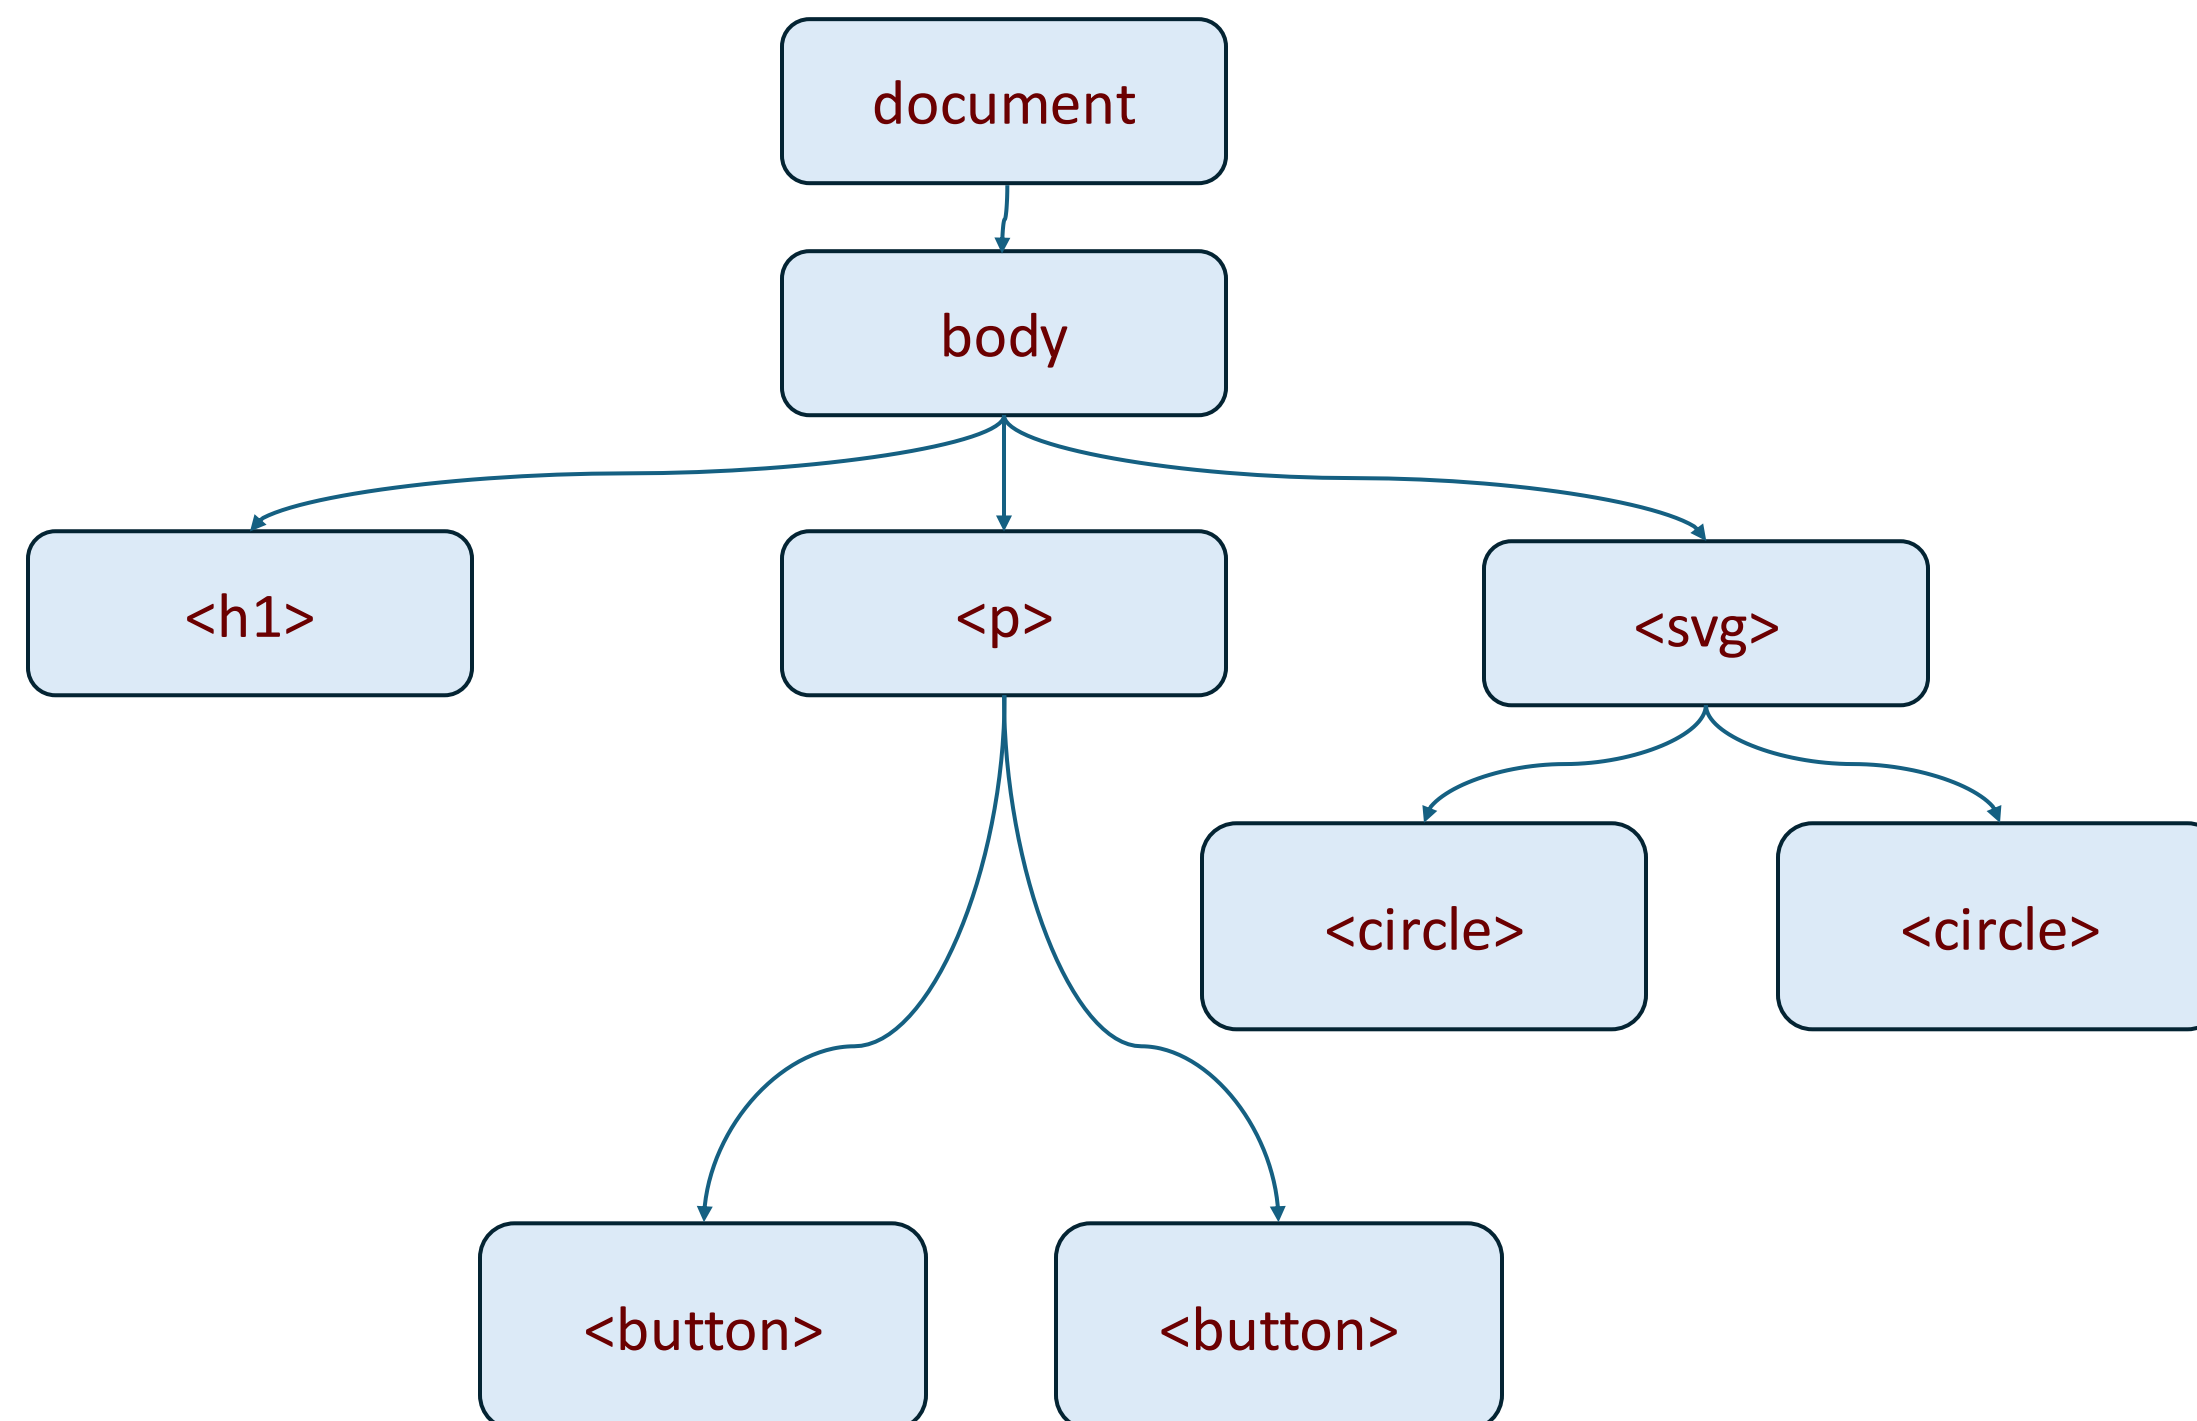 document
body
<h1>
<p>
<svg>
<circle>
<circle>
<button>
<button>